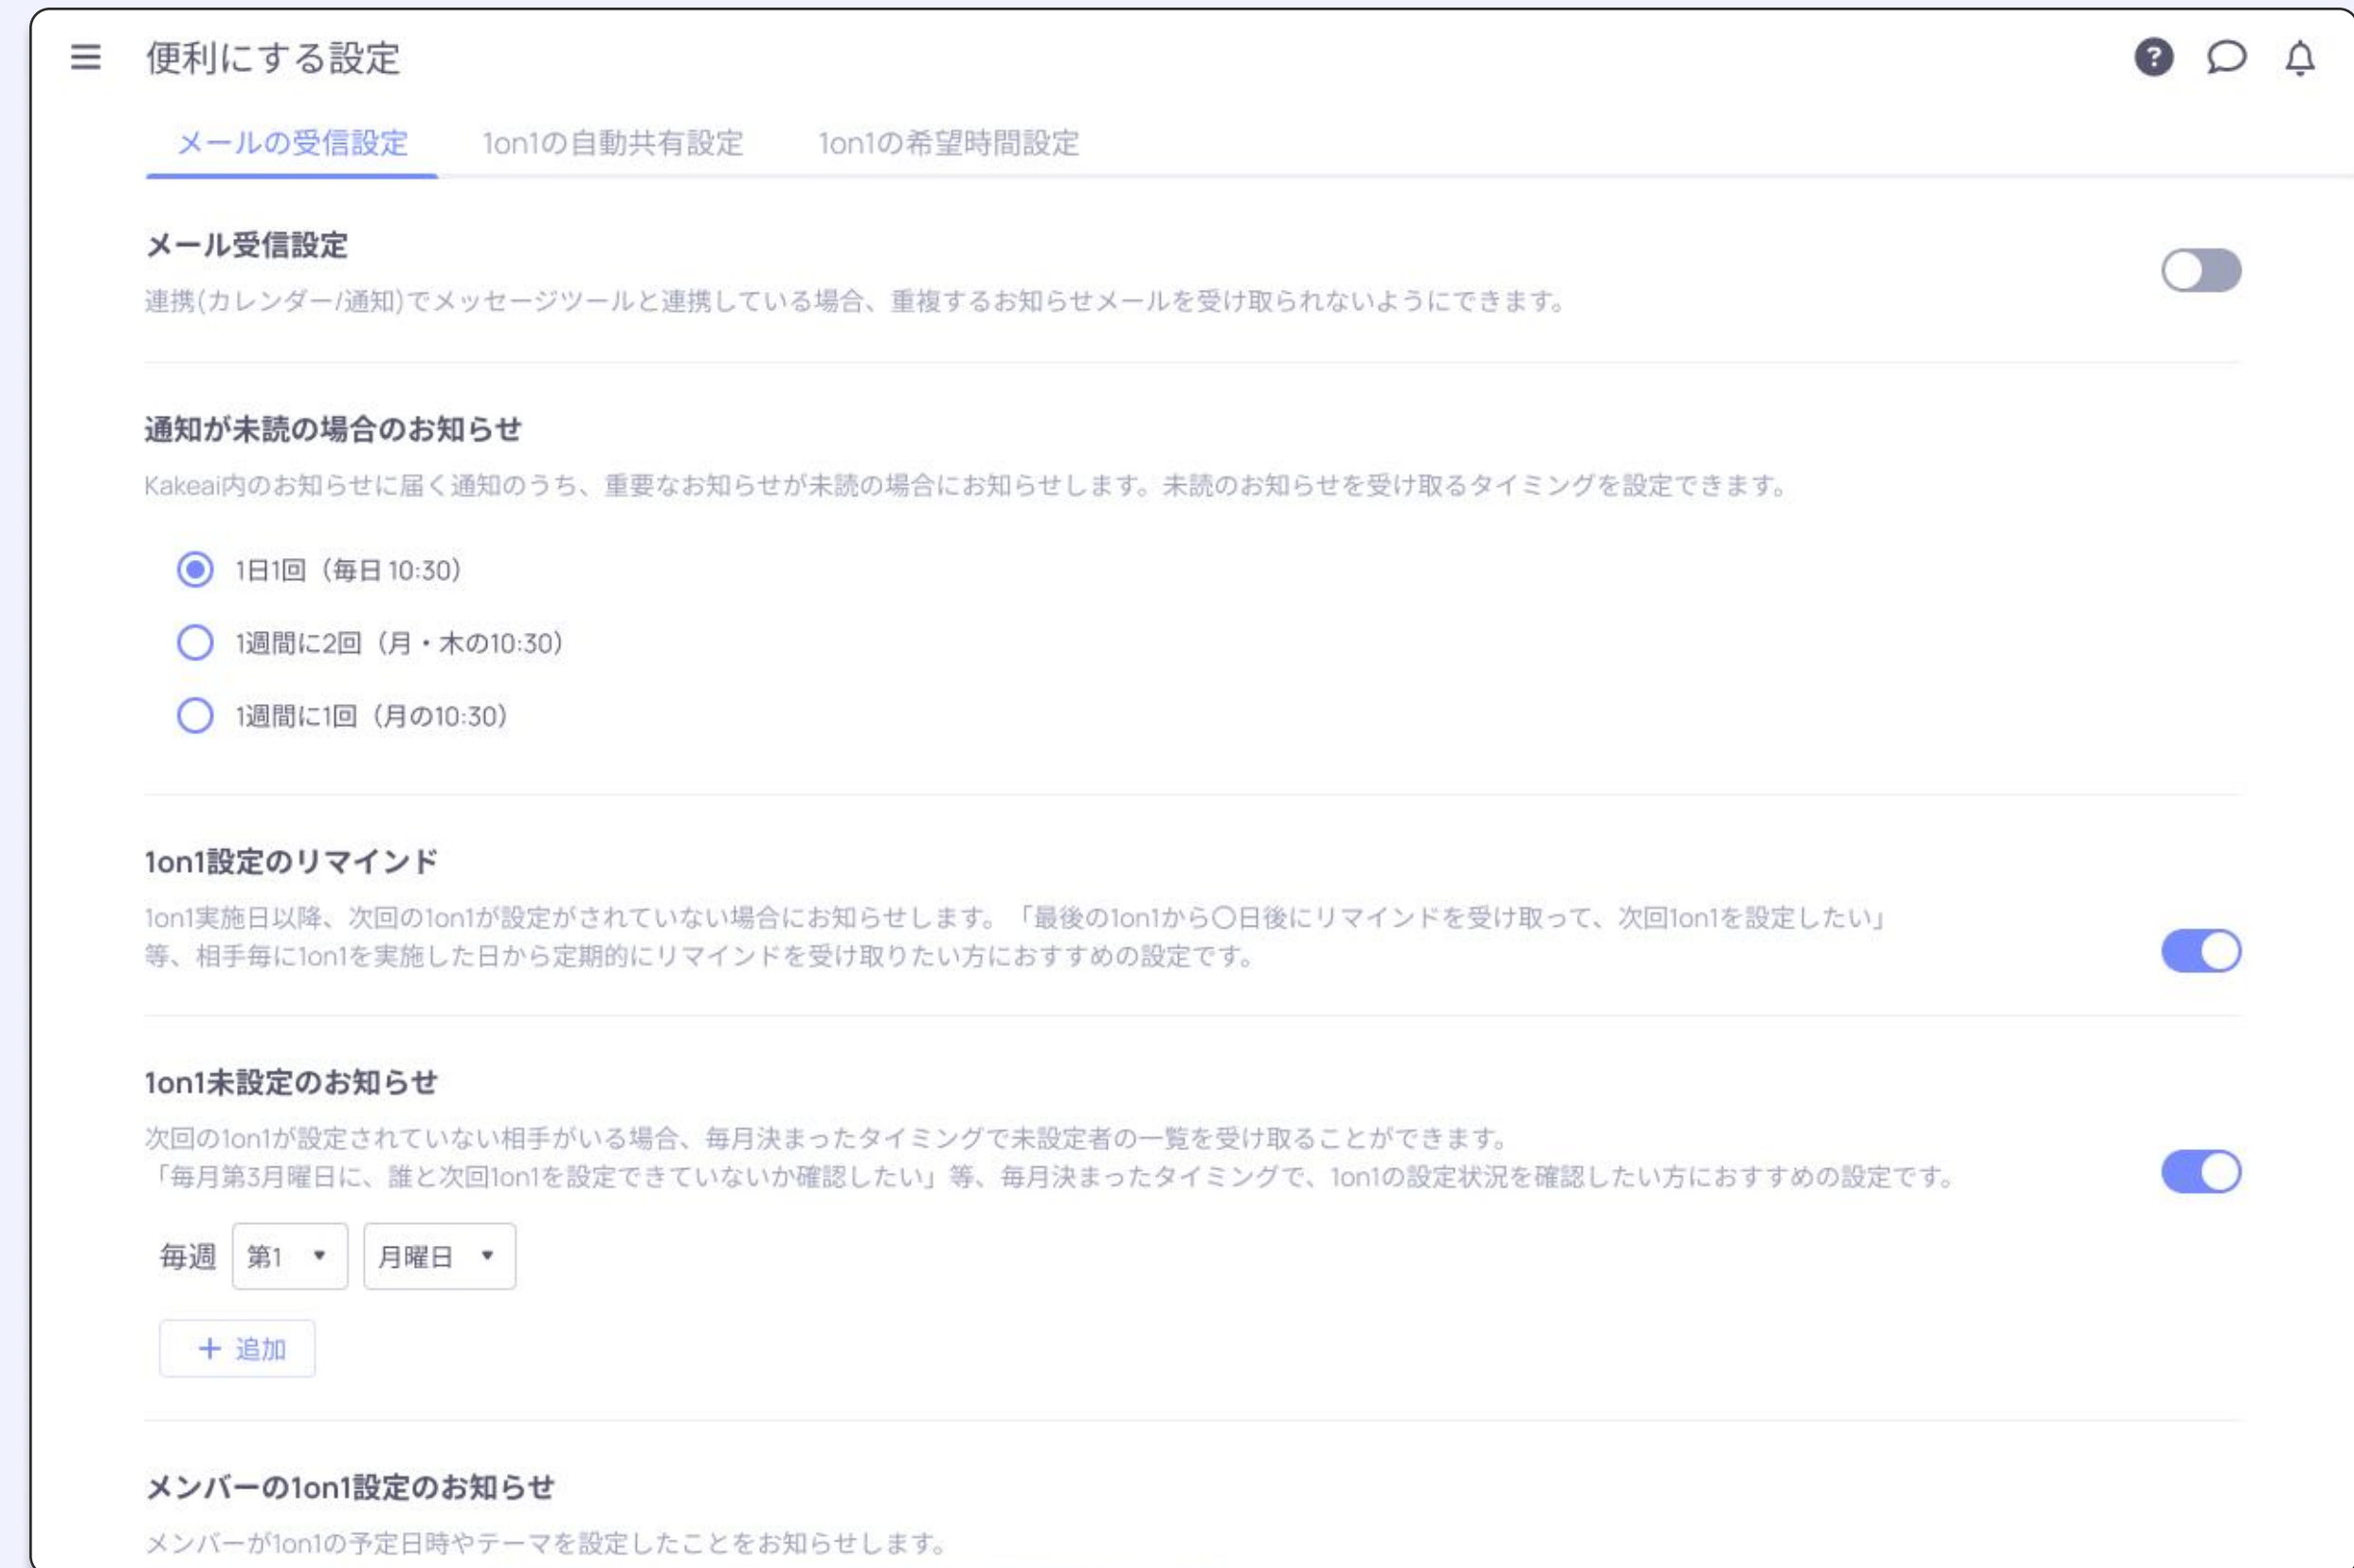 便利にする設定
メールの受信設定 1on1の自動共有設定 1on1の希望時間設定
メール受信設定
連携(カレンダー/通知)でメッセージツールと連携している場合、重複するお知らせメールを受け取られないようにできます。
通知が未読の場合のお知らせ
Kakeai内のお知らせに届く通知のうち、重要なお知らせが未読の場合にお知らせします。未読のお知らせを受け取るタイミングを設定できます。
1日1回（毎日 10:30）
1週間に2回（月・木の10:30）
1週間に1回（月の10:30）
1on1設定のリマインド
1on1実施日以降、次回の1on1が設定がされていない場合にお知らせします。「最後の1on1から〇日後にリマインドを受け取って、次回1on1を設定したい」
等、相手毎に1on1を実施した日から定期的にリマインドを受け取りたい方におすすめの設定です。
1on1未設定のお知らせ
次回の1on1が設定されていない相手がいる場合、毎月決まったタイミングで未設定者の一覧を受け取ることができます。
「毎月第3月曜日に、誰と次回1on1を設定できていないか確認したい」等、毎月決まったタイミングで、1on1の設定状況を確認したい方におすすめの設定です。
毎週 第1 月曜日
+ 追加
メンバーの1on1設定のお知らせ
メンバーが1on1の予定日時やテーマを設定したことをお知らせします。